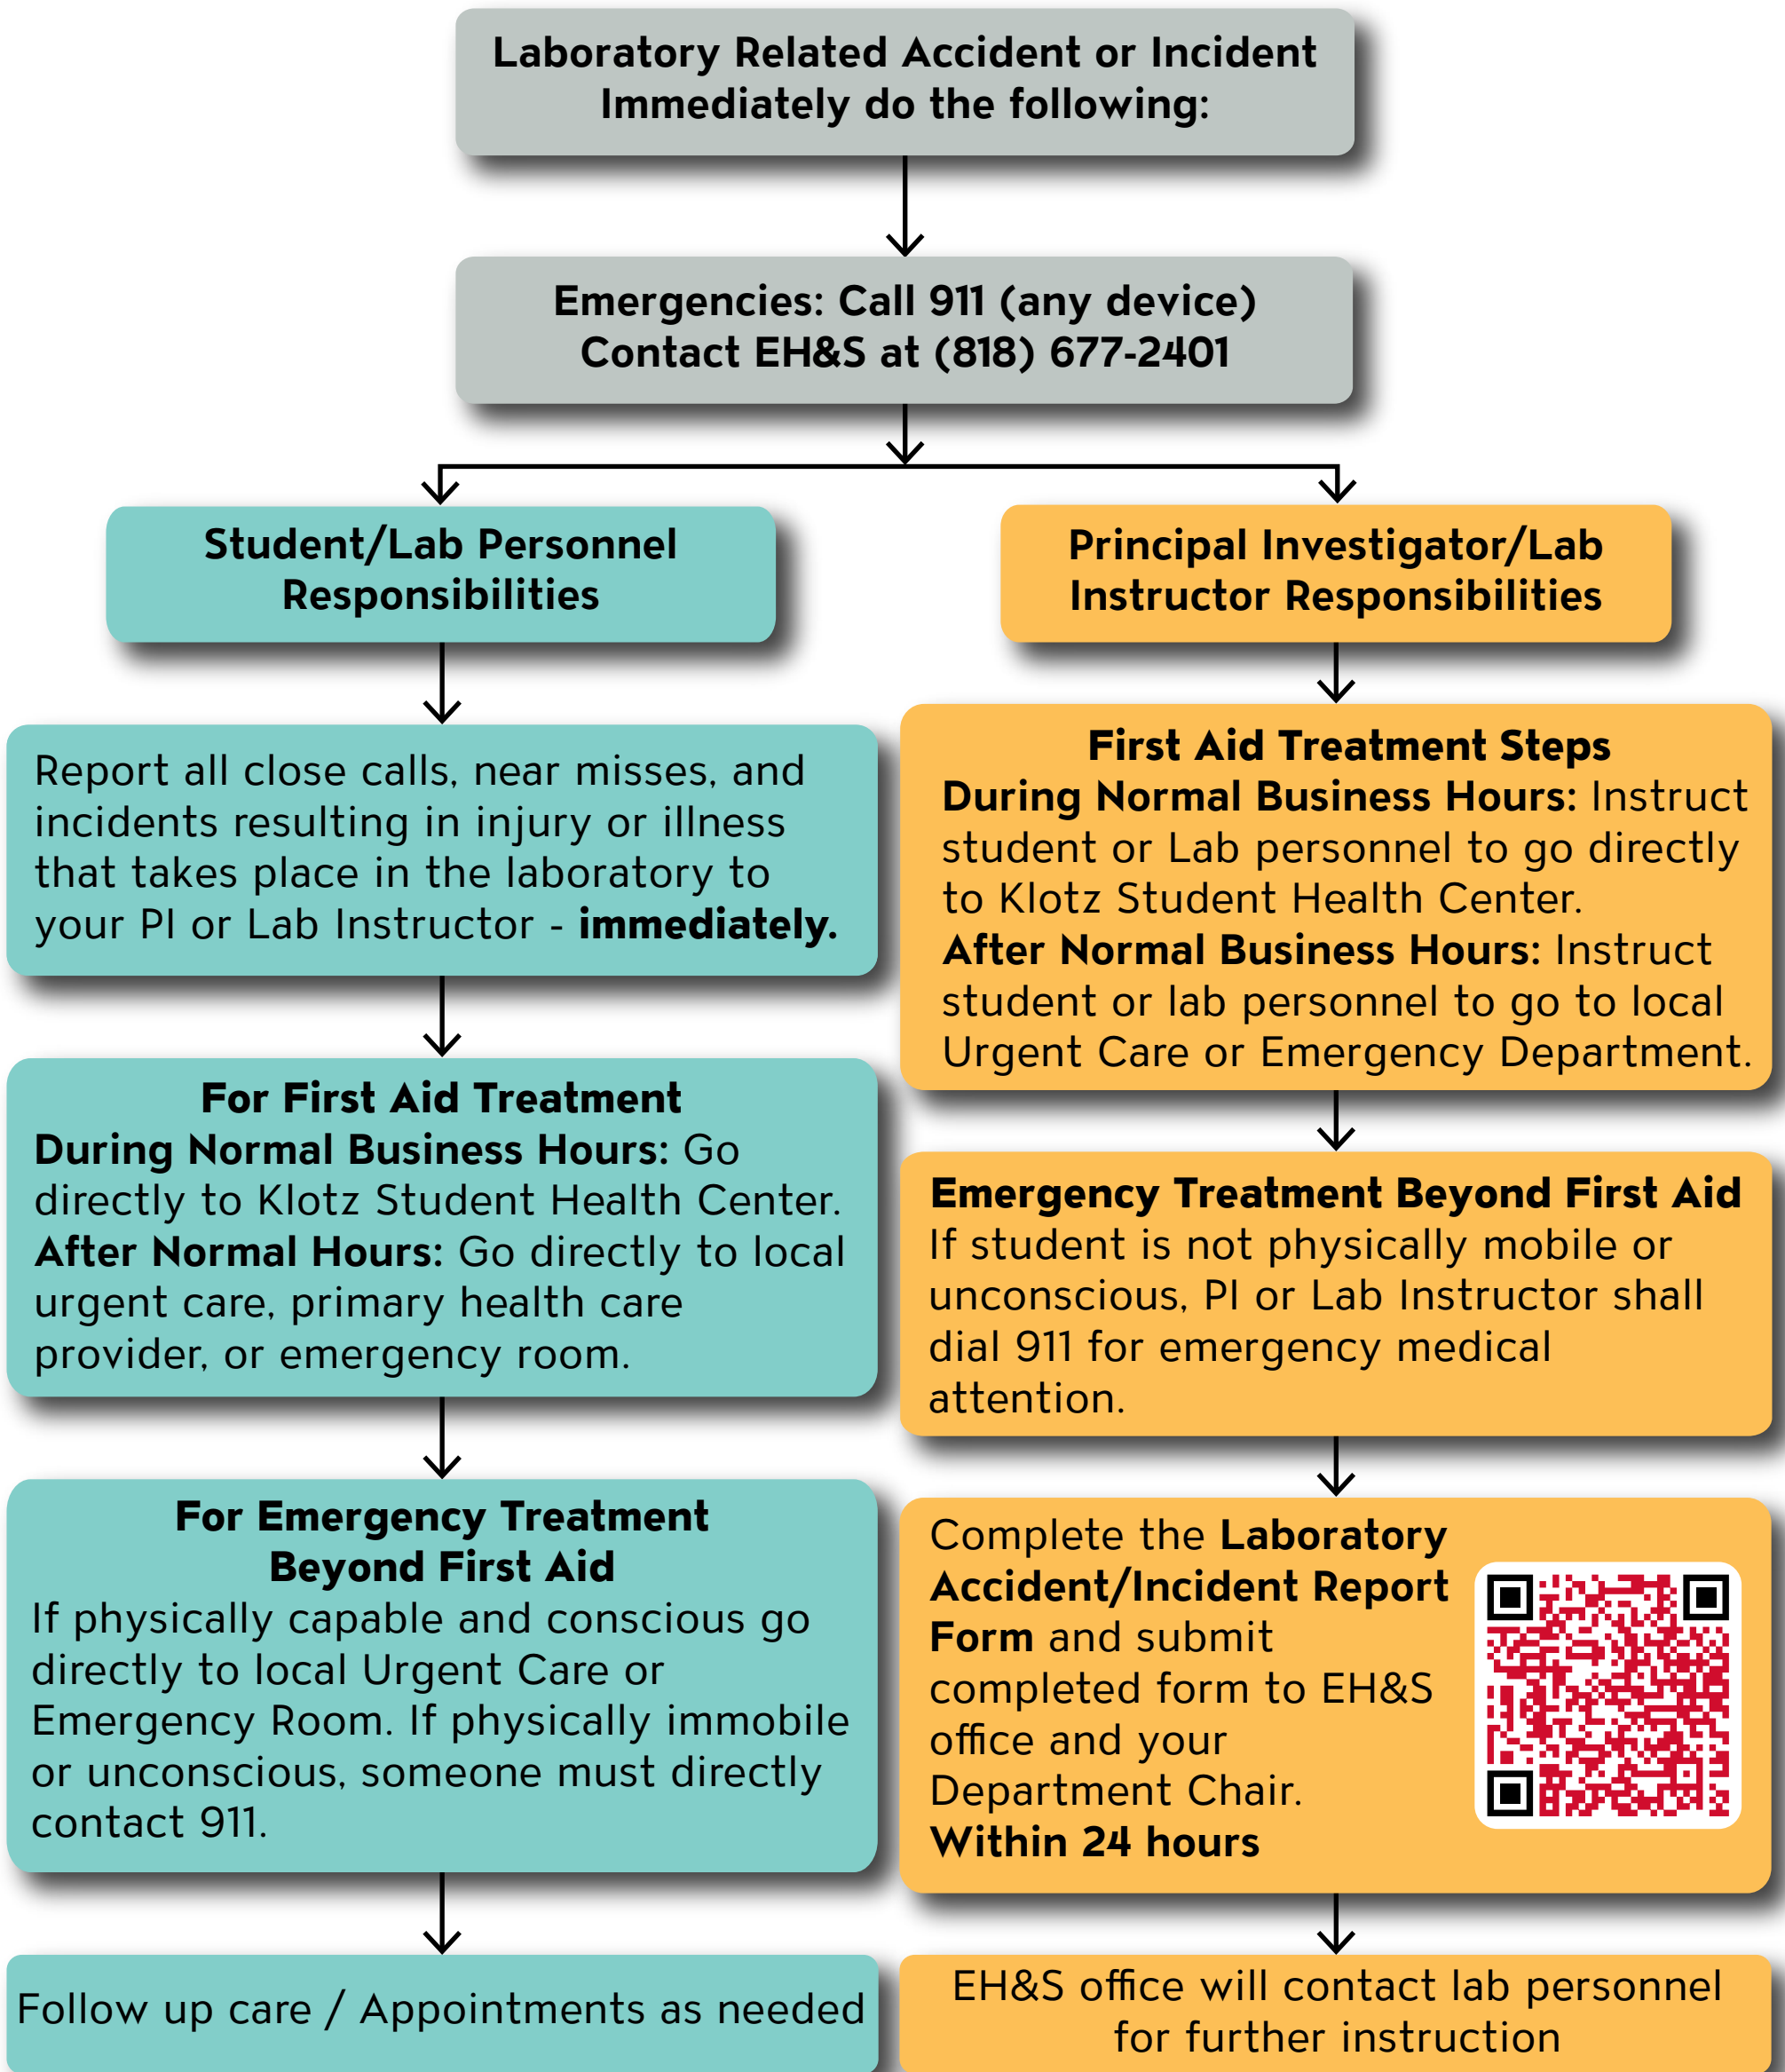 Laboratory Related Accident or Incident
Immediately do the following:
Emergencies: Call 911 (any device)
Contact EH&S at (818) 677-2401
Student/Lab Personnel
Responsibilities
Report all close calls, near misses, and
incidents resulting in injury or illness
that takes place in the laboratory to
your PI or Lab Instructor - immediately.
For First Aid Treatment
During Normal Business Hours: Go
directly to Klotz Student Health Center.
After Normal Hours: Go directly to local
urgent care, primary health care
provider, or emergency room.
For Emergency Treatment
Beyond First Aid
If physically capable and conscious go
directly to local Urgent Care or
Emergency Room. If physically immobile
or unconscious, someone must directly
contact 911.
Follow up care / Appointments as needed
Principal Investigator/Lab
Instructor Responsibilities
First Aid Treatment Steps
During Normal Business Hours: Instruct
student or Lab personnel to go directly
to Klotz Student Health Center.
After Normal Business Hours: Instruct
student or lab personnel to go to local
Urgent Care or Emergency Department.
Emergency Treatment Beyond First Aid
If student is not physically mobile or
unconscious, PI or Lab Instructor shall
dial 911 for emergency medical
attention.
Complete the Laboratory
Accident/Incident Report
Form and submit
completed form to EH&S
office and your
Department Chair.
Within 24 hours
EH&S office will contact lab personnel
for further instruction